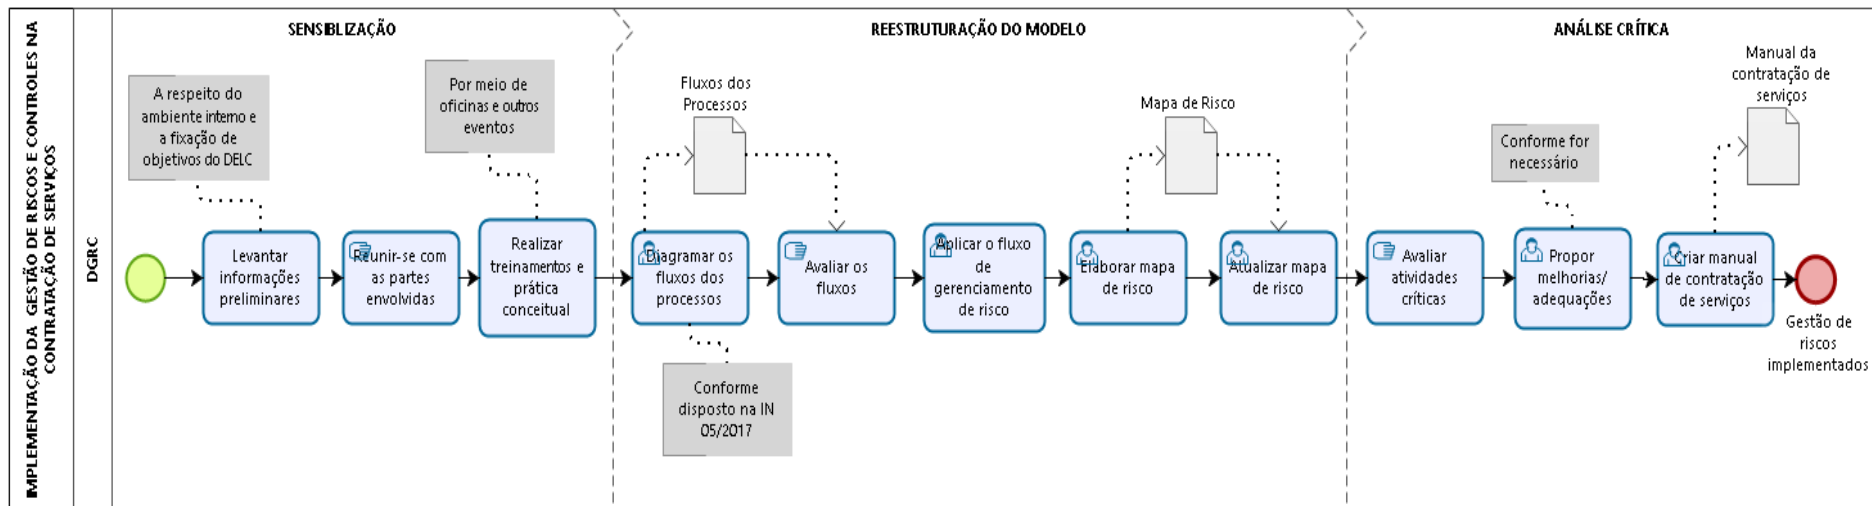 IMPLEMENTAÇÃO DA GESTÃO DE RISCOS E CONTROLES NA
CONTRATAÇÃO DE SERVIÇOS
DGRC
SENSIBLIZAÇÃO
A respeito do
ambiente interno e
a fixação de
objetivos do DELC
Por meio de
oficinas e outros
eventos
Levantar
informações
preliminares
Reunir-se com
as partes
envolvidas
Realizar
treinamentos e
prática
conceitual
REESTRUTURAÇÃO DO MODELO
Fluxos dos
Processos
Mapa de Risco
Diagramar os
fluxos dos
processos
Avaliar os
fluxos
Aplicar o fluxo
de
gerenciamento
de risco
Elaborar mapa
de risco
Atualizar mapa
de risco
Conforme
disposto na IN
05/2017
ANÁLISE CRÍTICA
Manual da
contratação de
serviços
Conforme for
necessário
Avaliar
atividades
críticas
Propor
melhorias/
adequações
Criar manual
de contratação
de serviços
Gestão de
riscos
implementados